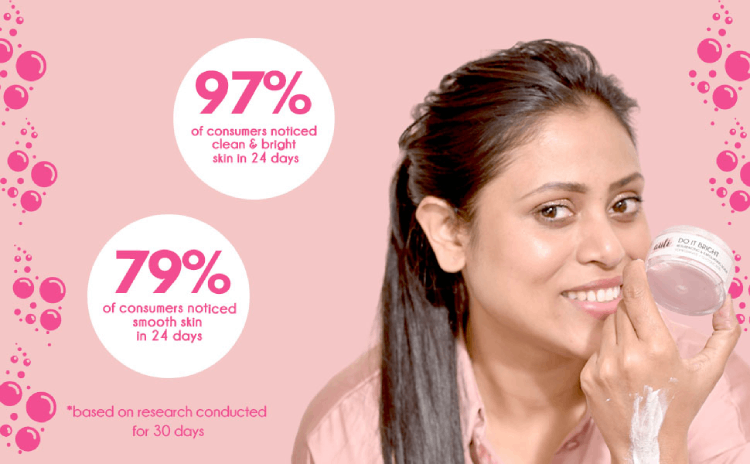 97%
of consumers noticed
clean & bright
skin in 24 days
79%
of consumers noticed
smooth skin
in 24 days
*based on research conducted
for 30 days
DO IT BRIGHT